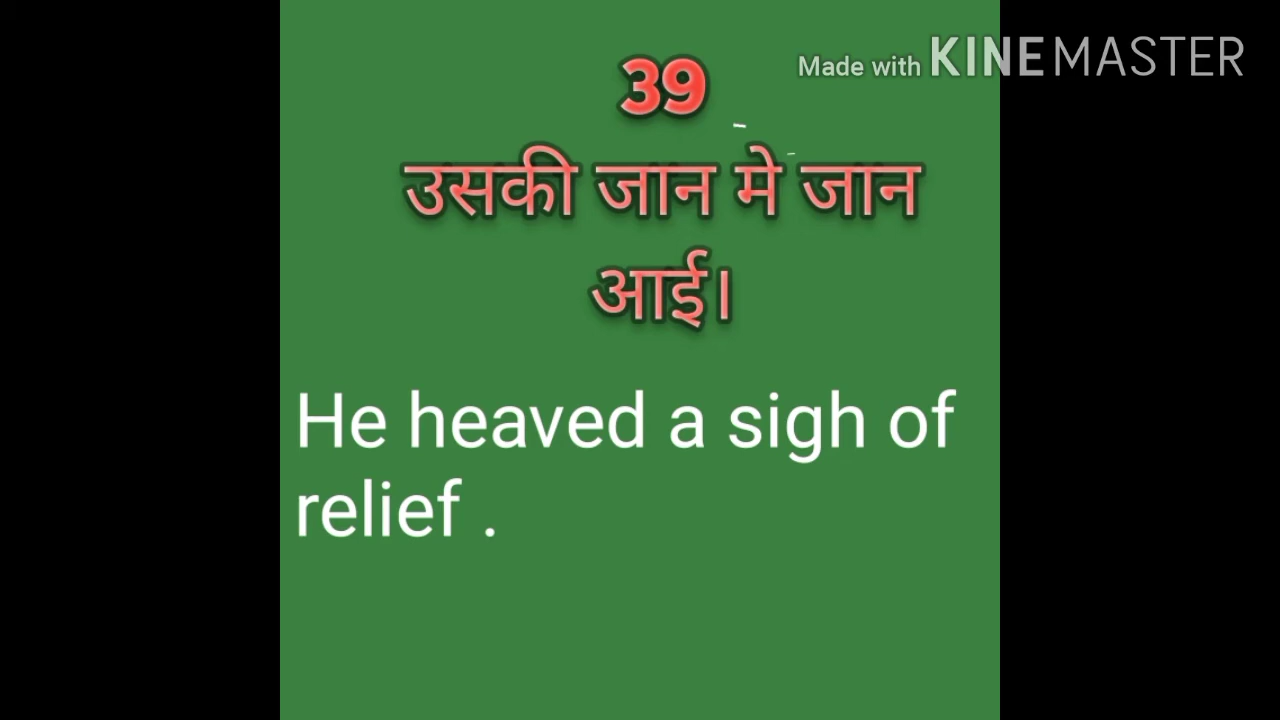 Made with KINEMASTER
39
उसकी जान मे जान
आई।
He heaved a sigh of
relief .